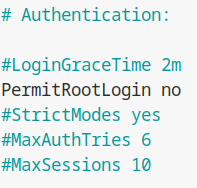 # Authentication:
#LoginGraceTime 2m
PermitRootLogin no
#StrictModes yes
#MaxAuthTries 6
#MaxSessions 10